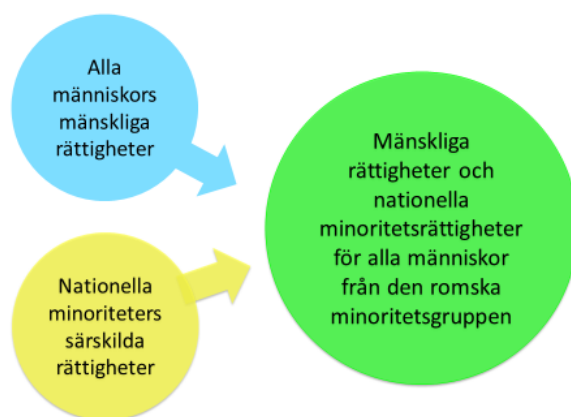 Alla
människors
mänskliga
rättigheter
Nationella
minoriteters
särskilda
rättigheter
Mänskliga
rättigheter och
nationella
minoritetsrättigheter
för alla människor
från den romska
minoritetsgruppen